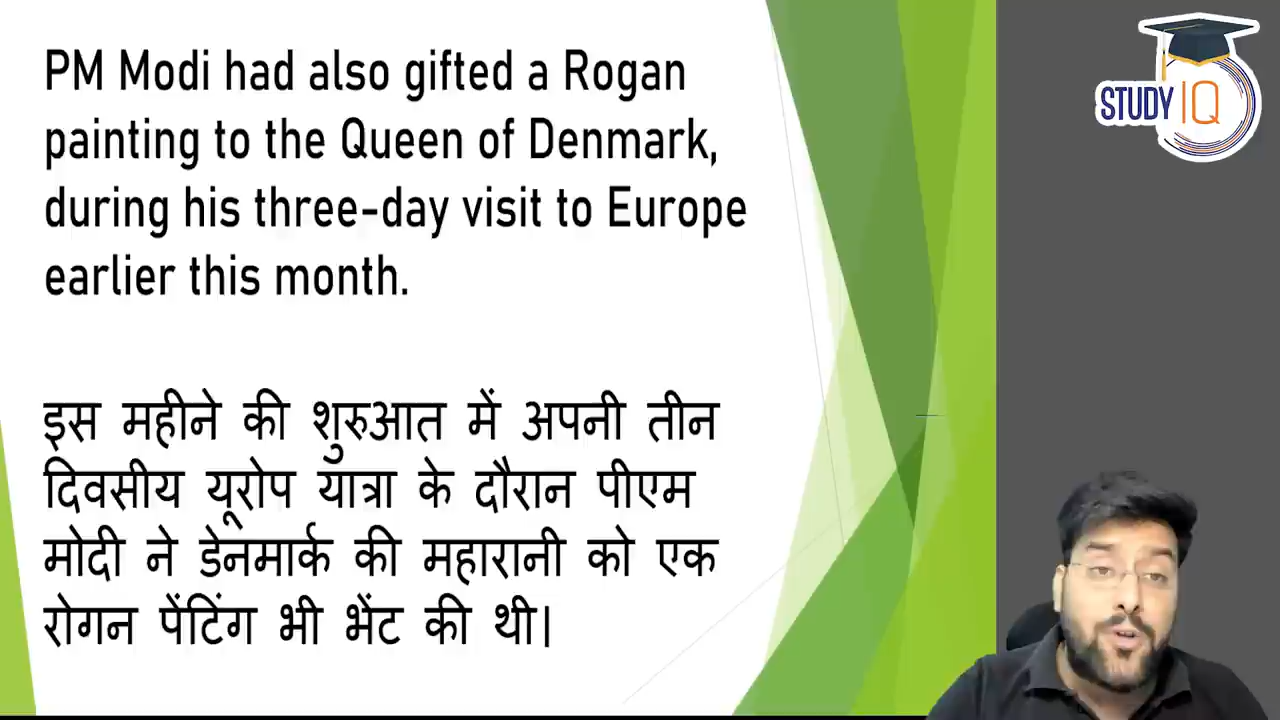 PM Modi had also gifted a Rogan
painting to the Queen of Denmark,
during his three-day visit to Europe
earlier this month.
इस महीने की शुरुआत में अपनी तीन
दिवसीय यूरोप यात्रा के दौरान पीएम
मोदी ने डेनमार्क की महारानी को एक
रोगन पेंटिंग भी भेंट की थी।
STUDY IQ